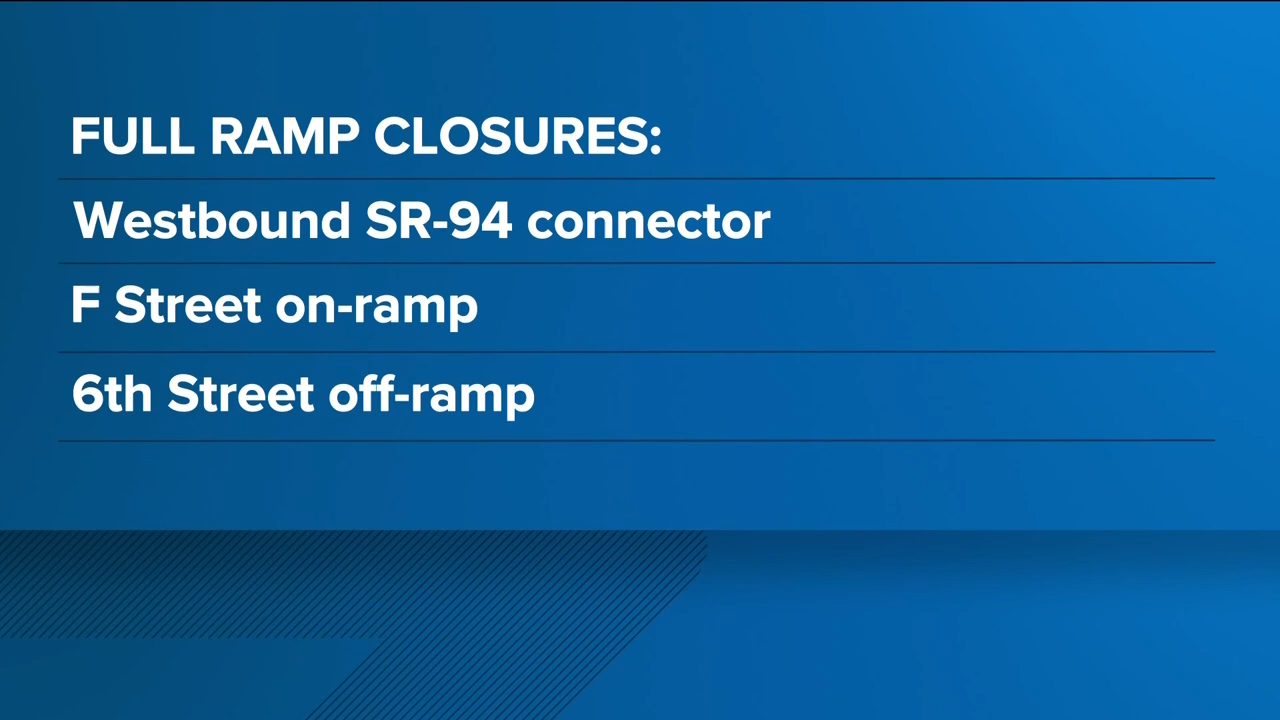 FULL RAMP CLOSURES:
Westbound SR-94 connector
F Street on-ramp
6th Street off-ramp